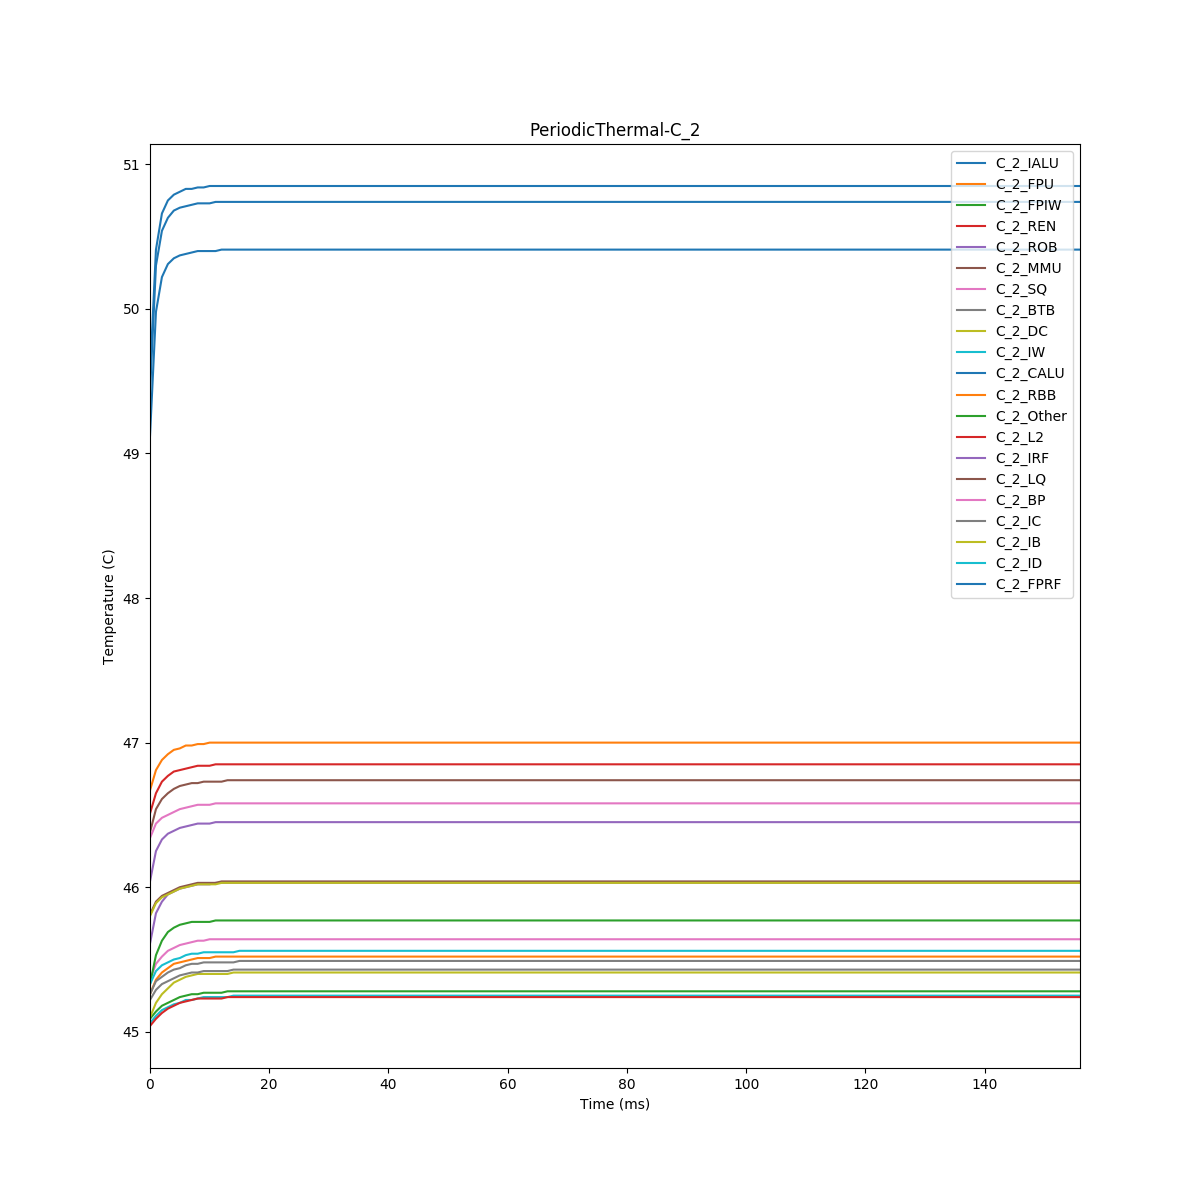 PeriodicThermal-C_2
51
50
49
48
47
46
45
Temperature (C)
0 20 40 60 80 100 120 140
Time (ms)
C_2_IALU
C_2_FPU
C_2_FPIW
C_2_REN
C_2_ROB
C_2_MMU
C_2_SQ
C_2_BTB
C_2_DC
C_2_IW
C_2_CALU
C_2_RBB
C_2_Other
C_2_L2
C_2_IRF
C_2_LQ
C_2_BP
C_2_IC
C_2_IB
C_2_ID
C_2_FPRF